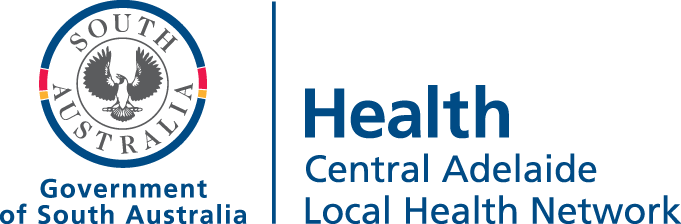 SOUTH
AUSTRALIA
Government
of South Australia
Health
Central Adelaide
Local Health Network